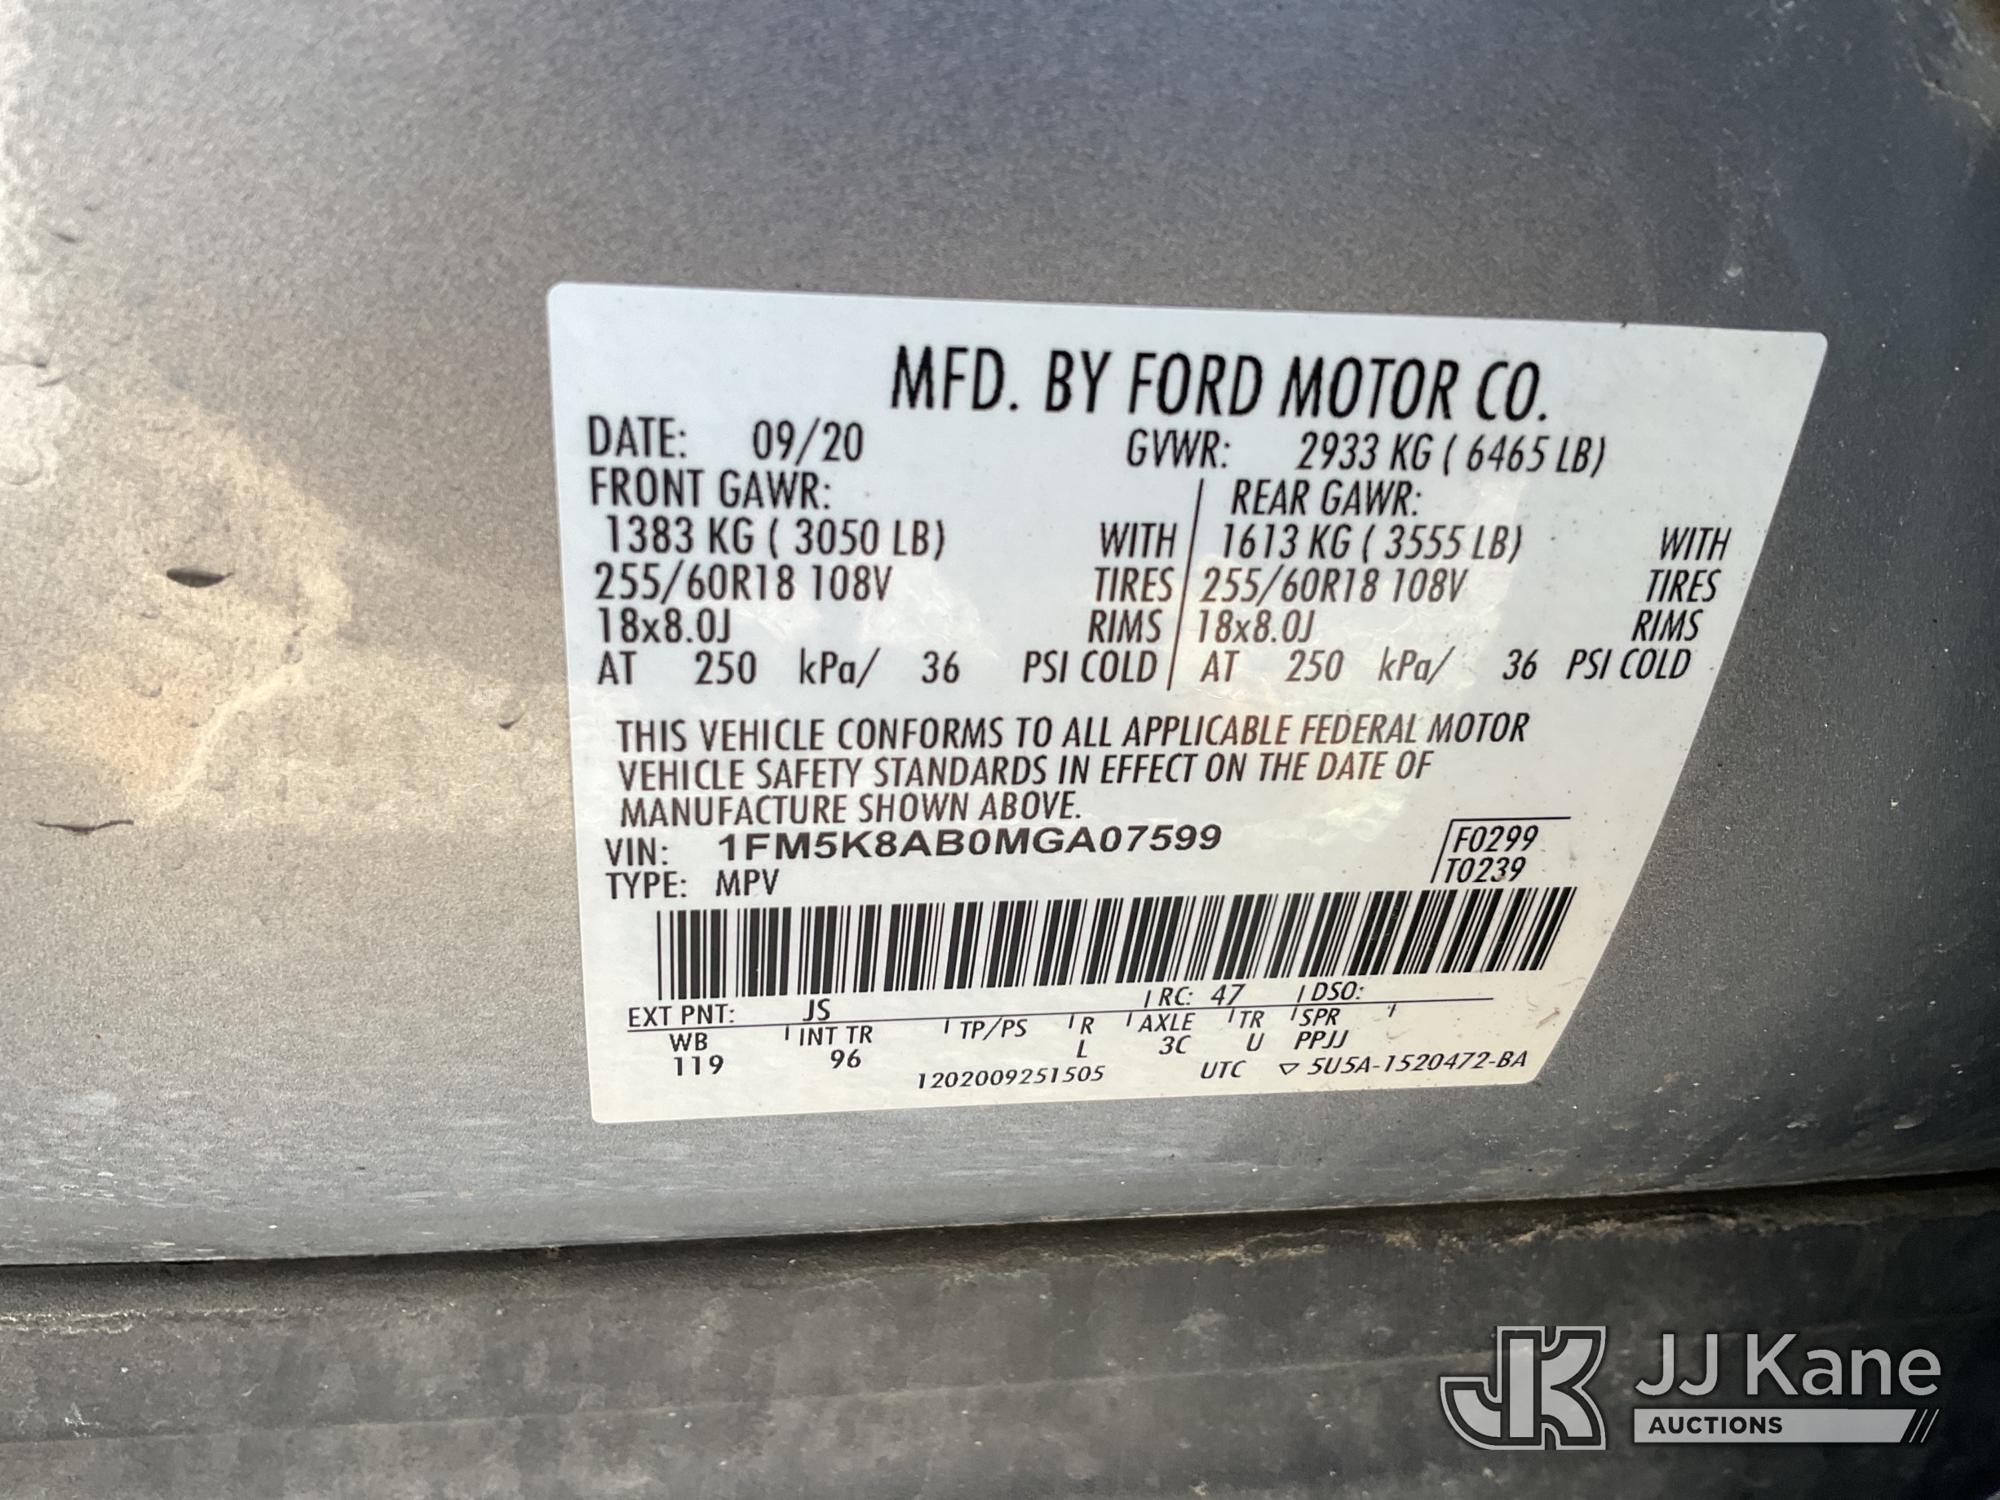 MFD. BY FORD MOTOR CO.
DATE: 09/20 GVWR: 2933 KG ( 6465 LB)
FRONT GAWR: REAR GAWR:
1383 KG ( 3050 LB) WITH 1613 KG ( 3555 LB) WITH
255/60R18 108V TIRES 255/60R18 108V TIRES
18x8.0J RIMS 18x8.0J RIMS
AT 250 kPa/ 36 PSI COLD AT 250 kPa/ 36 PSI COLD
THIS VEHICLE CONFORMS TO ALL APPLICABLE FEDERAL MOTOR
VEHICLE SAFETY STANDARDS IN EFFECT ON THE DATE OF
MANUFACTURE SHOWN ABOVE.
VIN: 1FM5K8AB0MGA07599 F0299
TYPE: MPV T0239
EXT PNT: JS RC: 47 DSO:
WB INT TR TP/PS R AXLE TR SPR
119 96 L 3C U PPJJ
1202009251505 UTC ▽ 5U5A-1520472-BA
JK JJ Kane
AUCTIONS